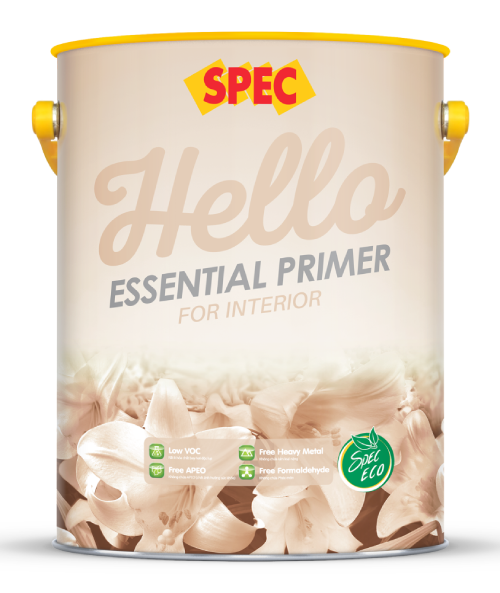 SPEC
Hello
ESSENTIAL PRIMER
FOR INTERIOR
Low VOC
Free Heavy Metal
Free APEO
Free Formaldehyde
SPEC
ECO